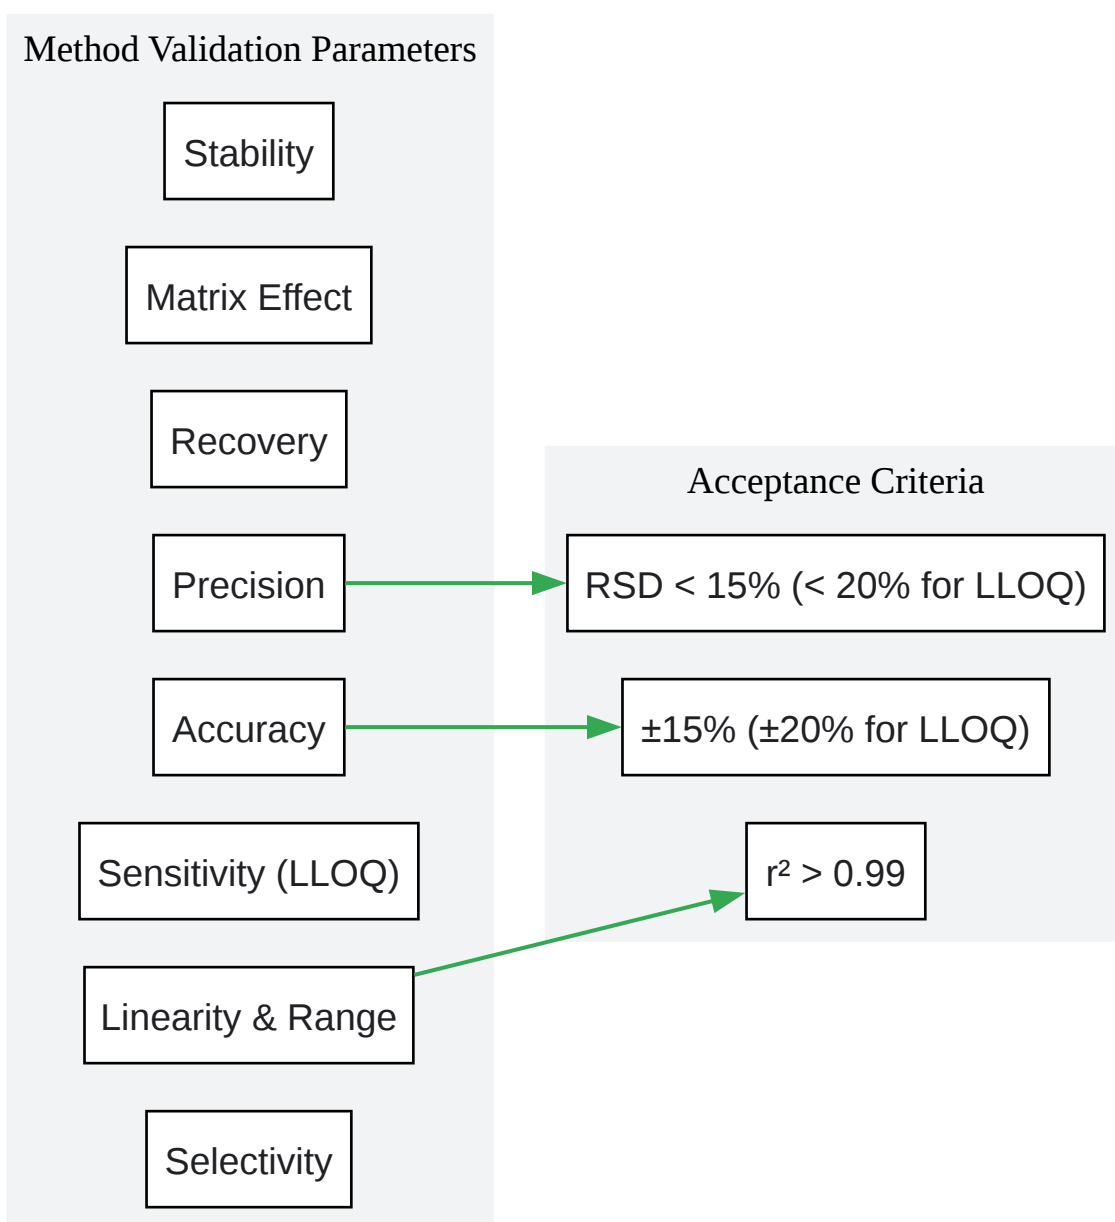 Method Validation Parameters
Stability
Matrix Effect
Recovery
Precision
Accuracy
Sensitivity (LLOQ)
Linearity & Range
Selectivity
Acceptance Criteria
RSD < 15% (< 20% for LLOQ)
±15% (±20% for LLOQ)
r² > 0.99